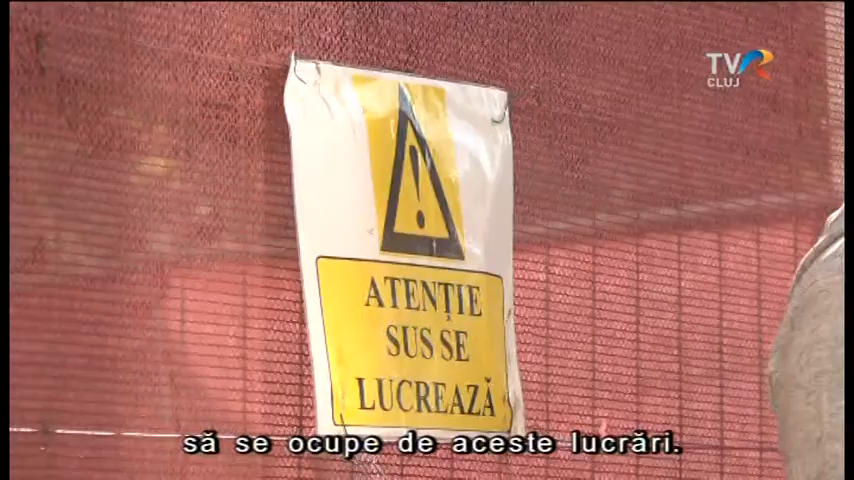 TVR
CLUJ
ATENȚIE
SUS SE
LUCREAZĂ
să se ocupe de aceste lucrări.